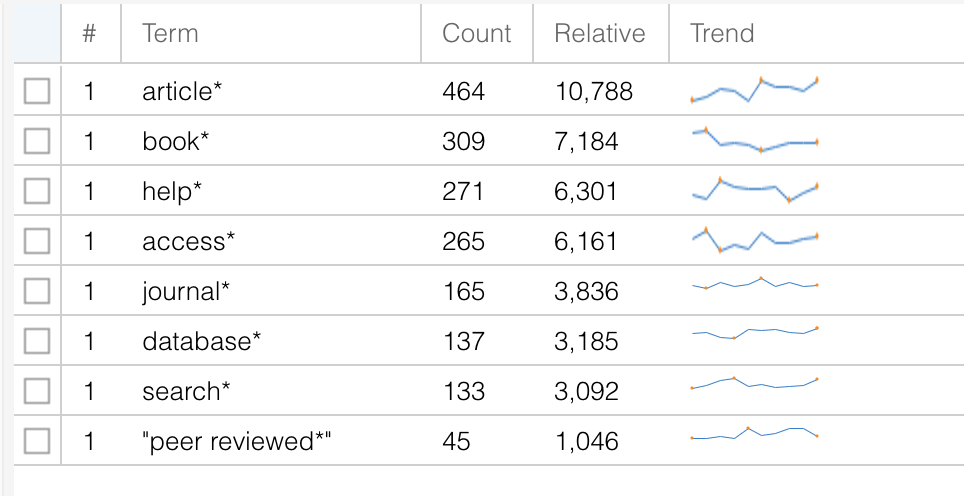 # Term Count Relative Trend
1 article* 464 10,788
1 book* 309 7,184
1 help* 271 6,301
1 access* 265 6,161
1 journal* 165 3,836
1 database* 137 3,185
1 search* 133 3,092
1 "peer reviewed*" 45 1,046